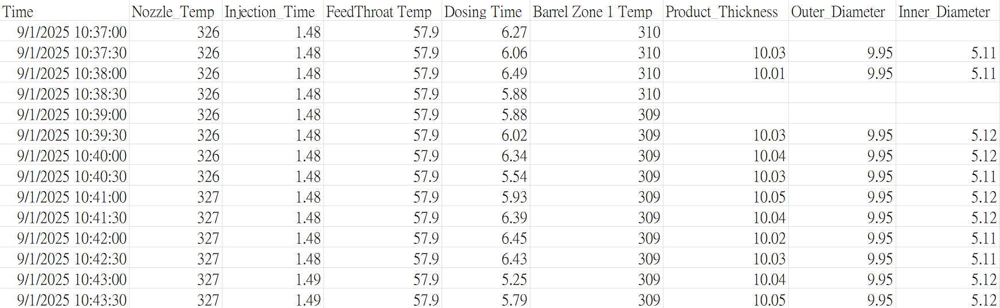 Time Nozzle_Temp Injection_Time FeedThroat Temp Dosing Time Barrel Zone 1 Temp Product_Thickness Outer_Diameter Inner_Diameter
9/1/2025 10:37:00 326 1.48 57.9 6.27 310
9/1/2025 10:37:30 326 1.48 57.9 6.06 310 10.03 9.95 5.11
9/1/2025 10:38:00 326 1.48 57.9 6.49 310 10.01 9.95 5.11
9/1/2025 10:38:30 326 1.48 57.9 5.88 310
9/1/2025 10:39:00 326 1.48 57.9 5.88 309
9/1/2025 10:39:30 326 1.48 57.9 6.02 309 10.03 9.95 5.12
9/1/2025 10:40:00 326 1.48 57.9 6.34 309 10.04 9.95 5.12
9/1/2025 10:40:30 326 1.48 57.9 5.54 309 10.03 9.95 5.11
9/1/2025 10:41:00 327 1.48 57.9 5.93 309 10.05 9.95 5.12
9/1/2025 10:41:30 327 1.48 57.9 6.39 309 10.04 9.95 5.12
9/1/2025 10:42:00 327 1.48 57.9 6.45 309 10.02 9.95 5.11
9/1/2025 10:42:30 327 1.48 57.9 6.43 309 10.03 9.95 5.11
9/1/2025 10:43:00 327 1.49 57.9 5.25 309 10.04 9.95 5.12
9/1/2025 10:43:30 327 1.49 57.9 5.79 309 10.05 9.95 5.12